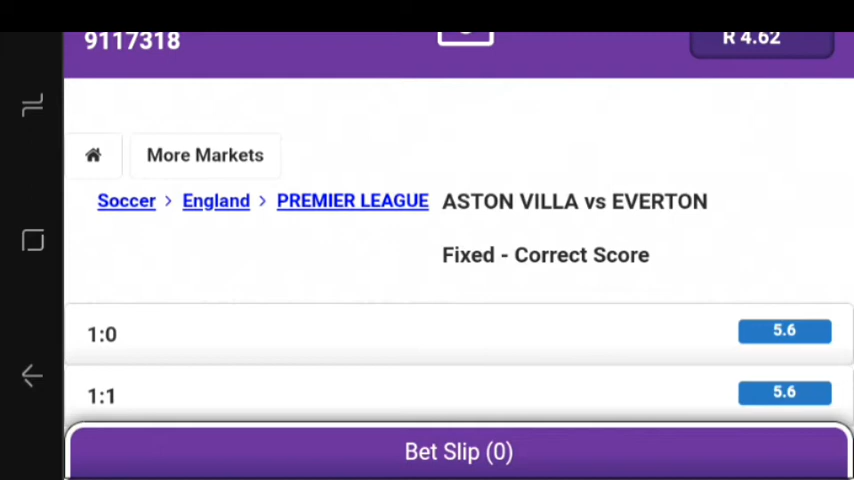 9117318
R 4.62
More Markets
Soccer > England > PREMIER LEAGUE ASTON VILLA vs EVERTON
Fixed - Correct Score
1:0 5.6
1:1 5.6
Bet Slip (0)